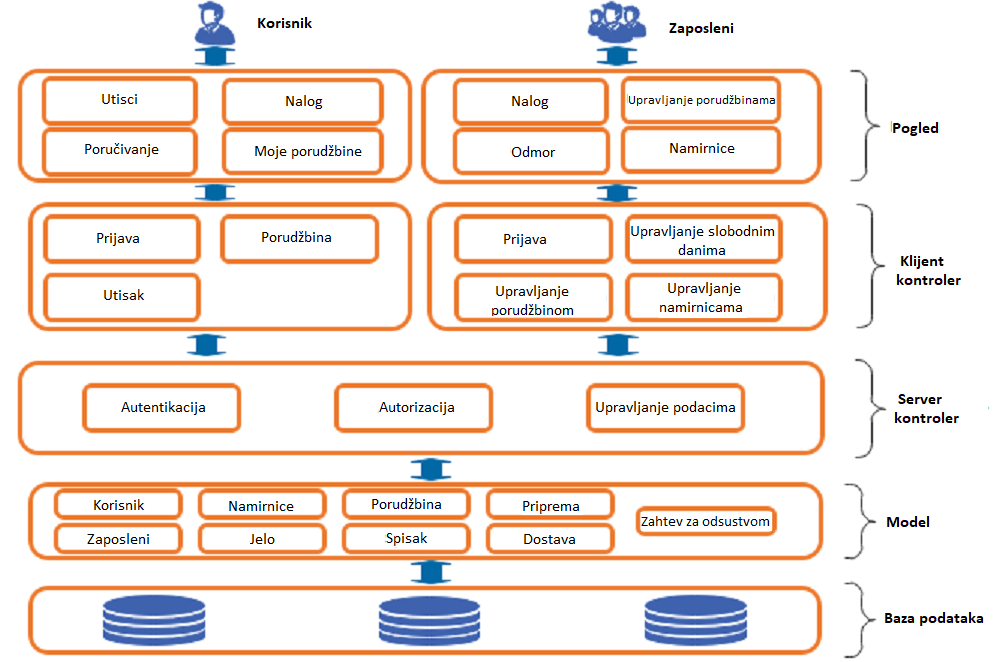 Korisnik
Zaposleni
Utisci
Nalog
Poručivanje
Moje porudžbine
Nalog
Upravljanje porudžbinama
Odmor
Namirnice
Pogled
Prijava
Porudžbina
Utisak
Prijava
Upravljanje slobodnim
danima
Upravljanje
porudžbinom
Upravljanje
namirnicama
Klijent
kontroler
Autentikacija
Autorizacija
Upravljanje podacima
Server
kontroler
Korisnik
Namirnice
Porudžbina
Priprema
Zahtev za odsustvom
Zaposleni
Jelo
Spisak
Dostava
Model
Baza podataka